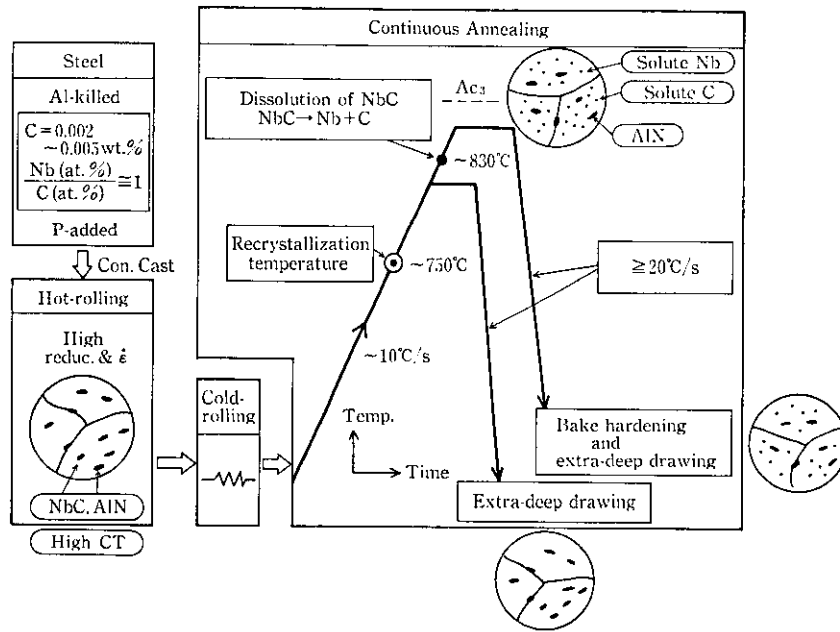 Steel
Al-killed
C=0.002
~0.005wt.%
Nb(at.%)
C(at.%)
≅1
P-added
Con. Cast
Hot-rolling
High
reduc. & ε̇
NbC, AlN
High CT
Cold-
rolling
Continuous Annealing
Dissolution of NbC
NbC→Nb+C
Ac₃
Solute Nb
Solute C
AlN
~830°C
Recrystallization
temperature
~750°C
≧20°C/s
~10°C/s
Temp.
Time
Bake hardening
and
extra-deep drawing
Extra-deep drawing